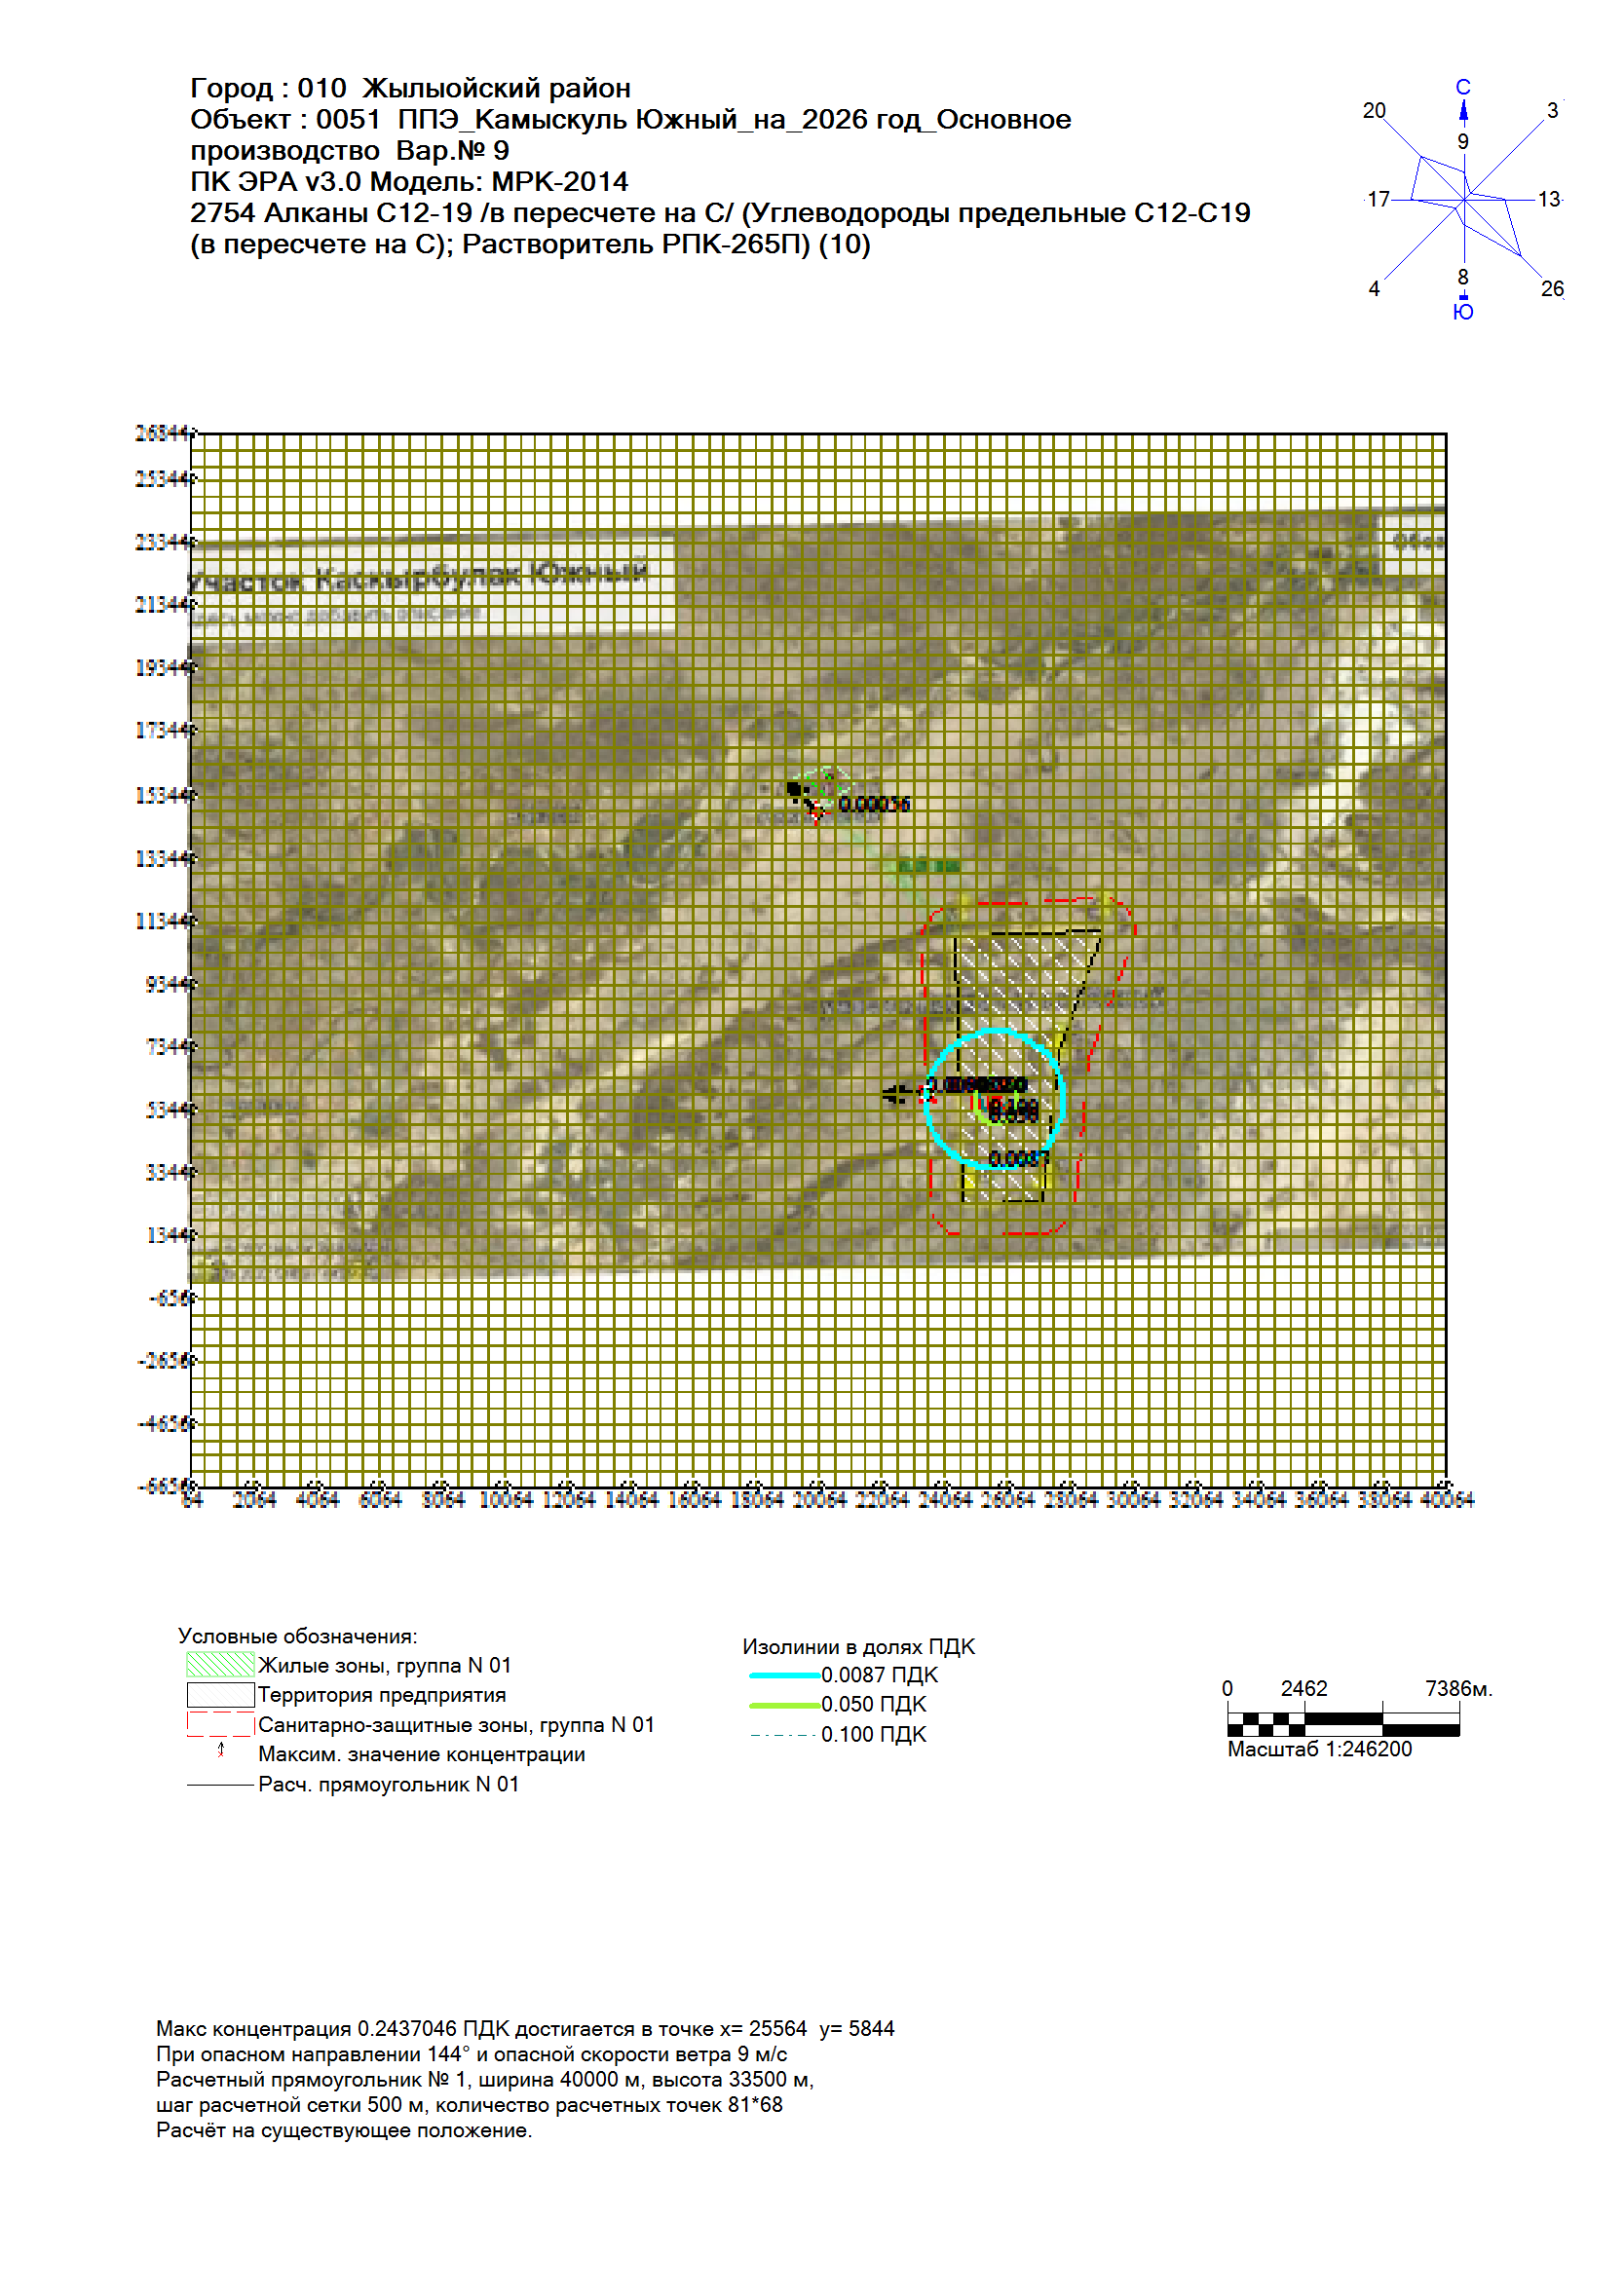 Город : 010 Жылыойский район
Объект : 0051 ППЭ_Камыскуль Южный_на_2026 год_Основное
производство Вар.№ 9
ПК ЭРА v3.0 Модель: МРК-2014
2754 Алканы С12-19 /в пересчете на С/ (Углеводороды предельные С12-С19
(в пересчете на С); Растворитель РПК-265П) (10)
С
20
3
9
17
13
4
8
26
Ю
26844
25344
23344
Участок Каскырбулак Южный
21344
19344
17344
15344
0.00056
13344
11344
9344
7344
5344
3344
1344
-656
-2656
-4656
-6656
64 2064 4064 6064 8064 10064 12064 14064 16064 18064 20064 22064 24064 26064 28064 30064 32064 34064 36064 38064 40064
Условные обозначения:
Жилые зоны, группа N 01
Территория предприятия
Санитарно-защитные зоны, группа N 01
Максим. значение концентрации
Расч. прямоугольник N 01
Изолинии в долях ПДК
0.0087 ПДК
0.050 ПДК
0.100 ПДК
0 2462 7386м.
Масштаб 1:246200
Макс концентрация 0.2437046 ПДК достигается в точке x= 25564 y= 5844
При опасном направлении 144° и опасной скорости ветра 9 м/с
Расчетный прямоугольник № 1, ширина 40000 м, высота 33500 м,
шаг расчетной сетки 500 м, количество расчетных точек 81*68
Расчёт на существующее положение.